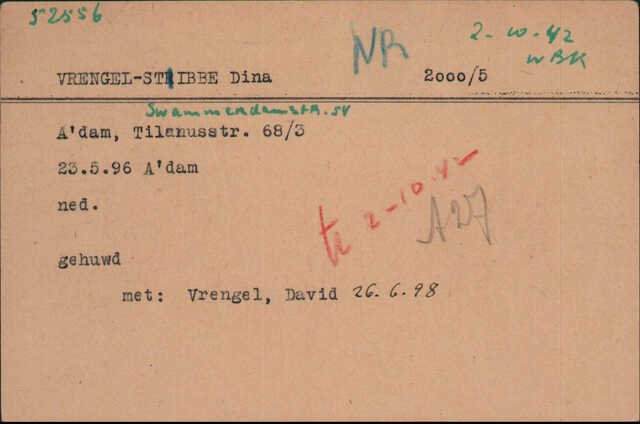 52556
NR
2-10-42
WBK
VRENGEL-STRIBBE Dina 2000/5
Swammerdamstr. 54
A'dam, Tilanusstr. 68/3
23.5.96 A'dam
ned.
te 2-10-42
A27
gehuwd
met: Vrengel, David 26.6.98